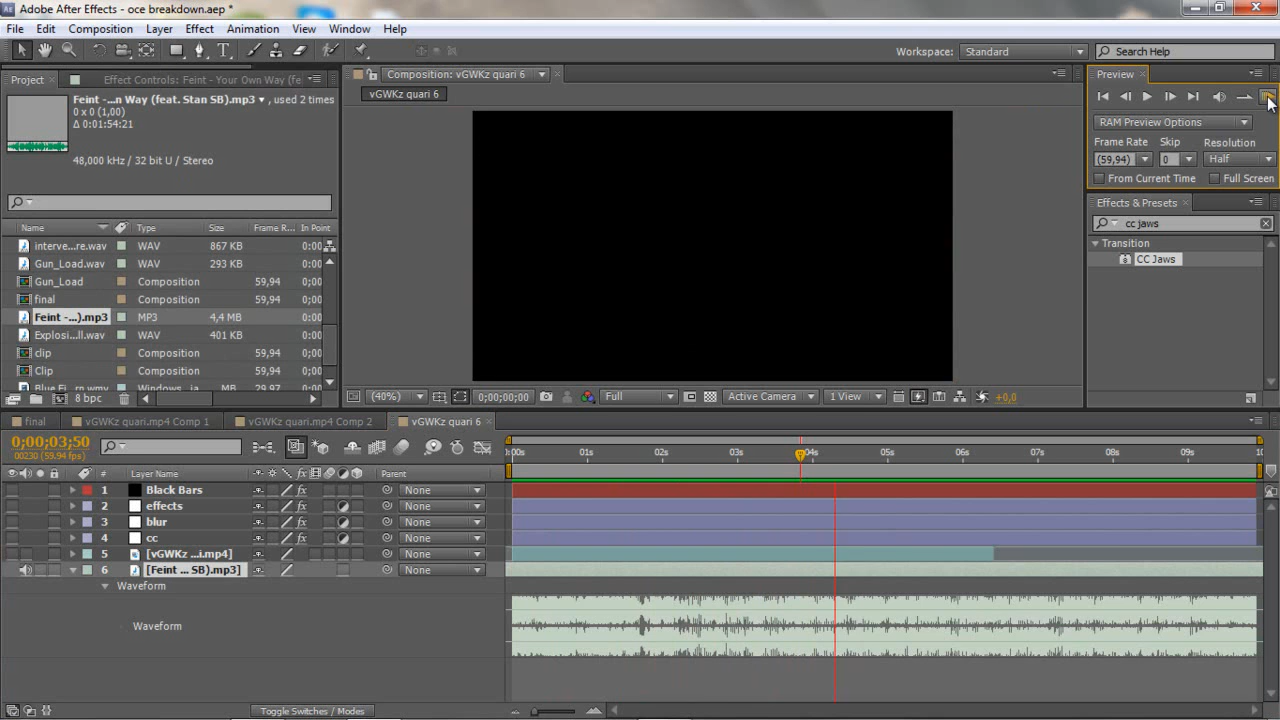 Adobe After Effects - oce breakdown.aep *
File Edit Composition Layer Effect Animation View Window Help
Workspace: Standard Search Help
Project Effect Controls: Feint - Your Own Way (fe
Composition: vGWKz quari 6
Preview
Feint -...n Way (feat. Stan SB).mp3 , used 2 times
0 x 0 (1,00)
Δ 0:01:54:21
48,000 kHz / 32 bit U / Stereo
vGWKz quari 6
RAM Preview Options
Frame Rate Skip Resolution
(59,94) 0 Half
From Current Time Full Screen
Effects & Presets
cc jaws
Transition
CC Jaws
Name Type Size Frame R... In Point
interve...re.wav WAV 867 KB 0:00
Gun_Load.wav WAV 293 KB 0:00
Gun_Load Composition 59,94 0;00
final Composition 59,94 0;00
Feint -...).mp3 MP3 4,4 MB 0:00
Explosi...ll.wav WAV 401 KB 0:00
clip Composition 59,94 0;00
Clip Composition 59,94 0;00
8 bpc
(40%) 0;00;00;00 Full Active Camera 1 View +0,0
final vGWKz quari.mp4 Comp 1 vGWKz quari.mp4 Comp 2 vGWKz quari 6
0;00;03;50
00230 (59.94 fps)
0:00s 01s 02s 03s 04s 05s 06s 07s 08s 09s 10
# Layer Name Parent
1 Black Bars fx None
2 effects fx None
3 blur fx None
4 cc fx None
5 [vGWKz ...i.mp4] None
6 [Feint ... SB).mp3] None
Waveform
Waveform
Toggle Switches / Modes